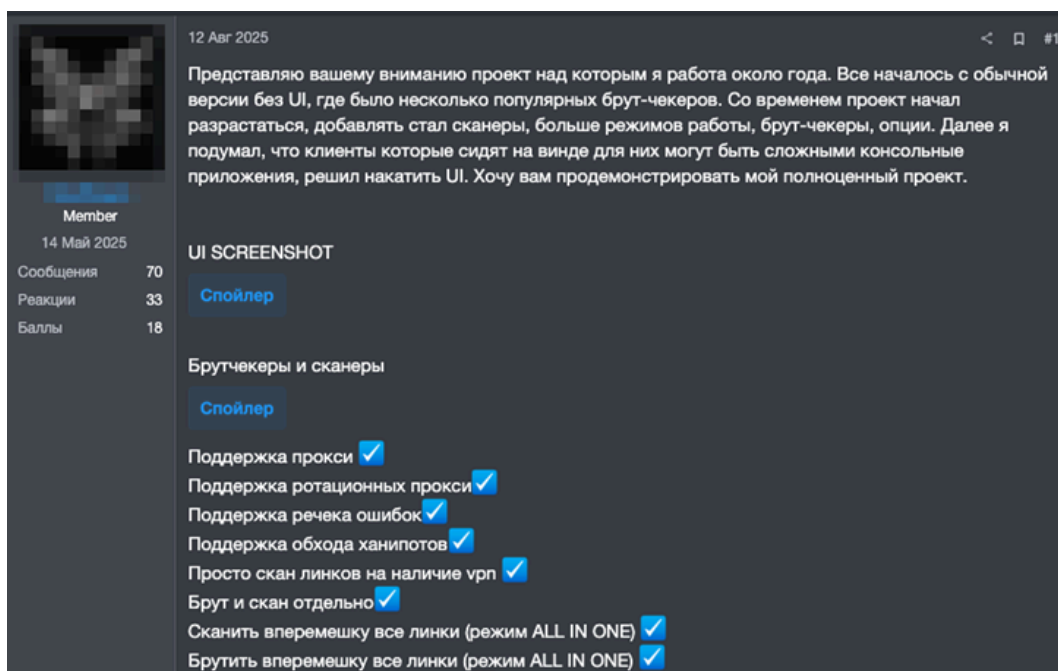 12 Авг 2025
#1
Представляю вашему вниманию проект над которым я работа около года. Все началось с обычной
версии без UI, где было несколько популярных брут-чекеров. Со временем проект начал
разрастаться, добавлять стал сканеры, больше режимов работы, брут-чекеры, опции. Далее я
подумал, что клиенты которые сидят на винде для них могут быть сложными консольные
приложения, решил накатить UI. Хочу вам продемонстрировать мой полноценный проект.
Member
14 Май 2025
Сообщения 70
Реакции 33
Баллы 18
UI SCREENSHOT
Спойлер
Брутчекеры и сканеры
Спойлер
Поддержка прокси ✅
Поддержка ротационных прокси✅
Поддержка речека ошибок✅
Поддержка обхода ханипотов✅
Просто скан линков на наличие vpn ✅
Брут и скан отдельно✅
Сканить вперемешку все линки (режим ALL IN ONE) ✅
Брутить вперемешку все линки (режим ALL IN ONE) ✅